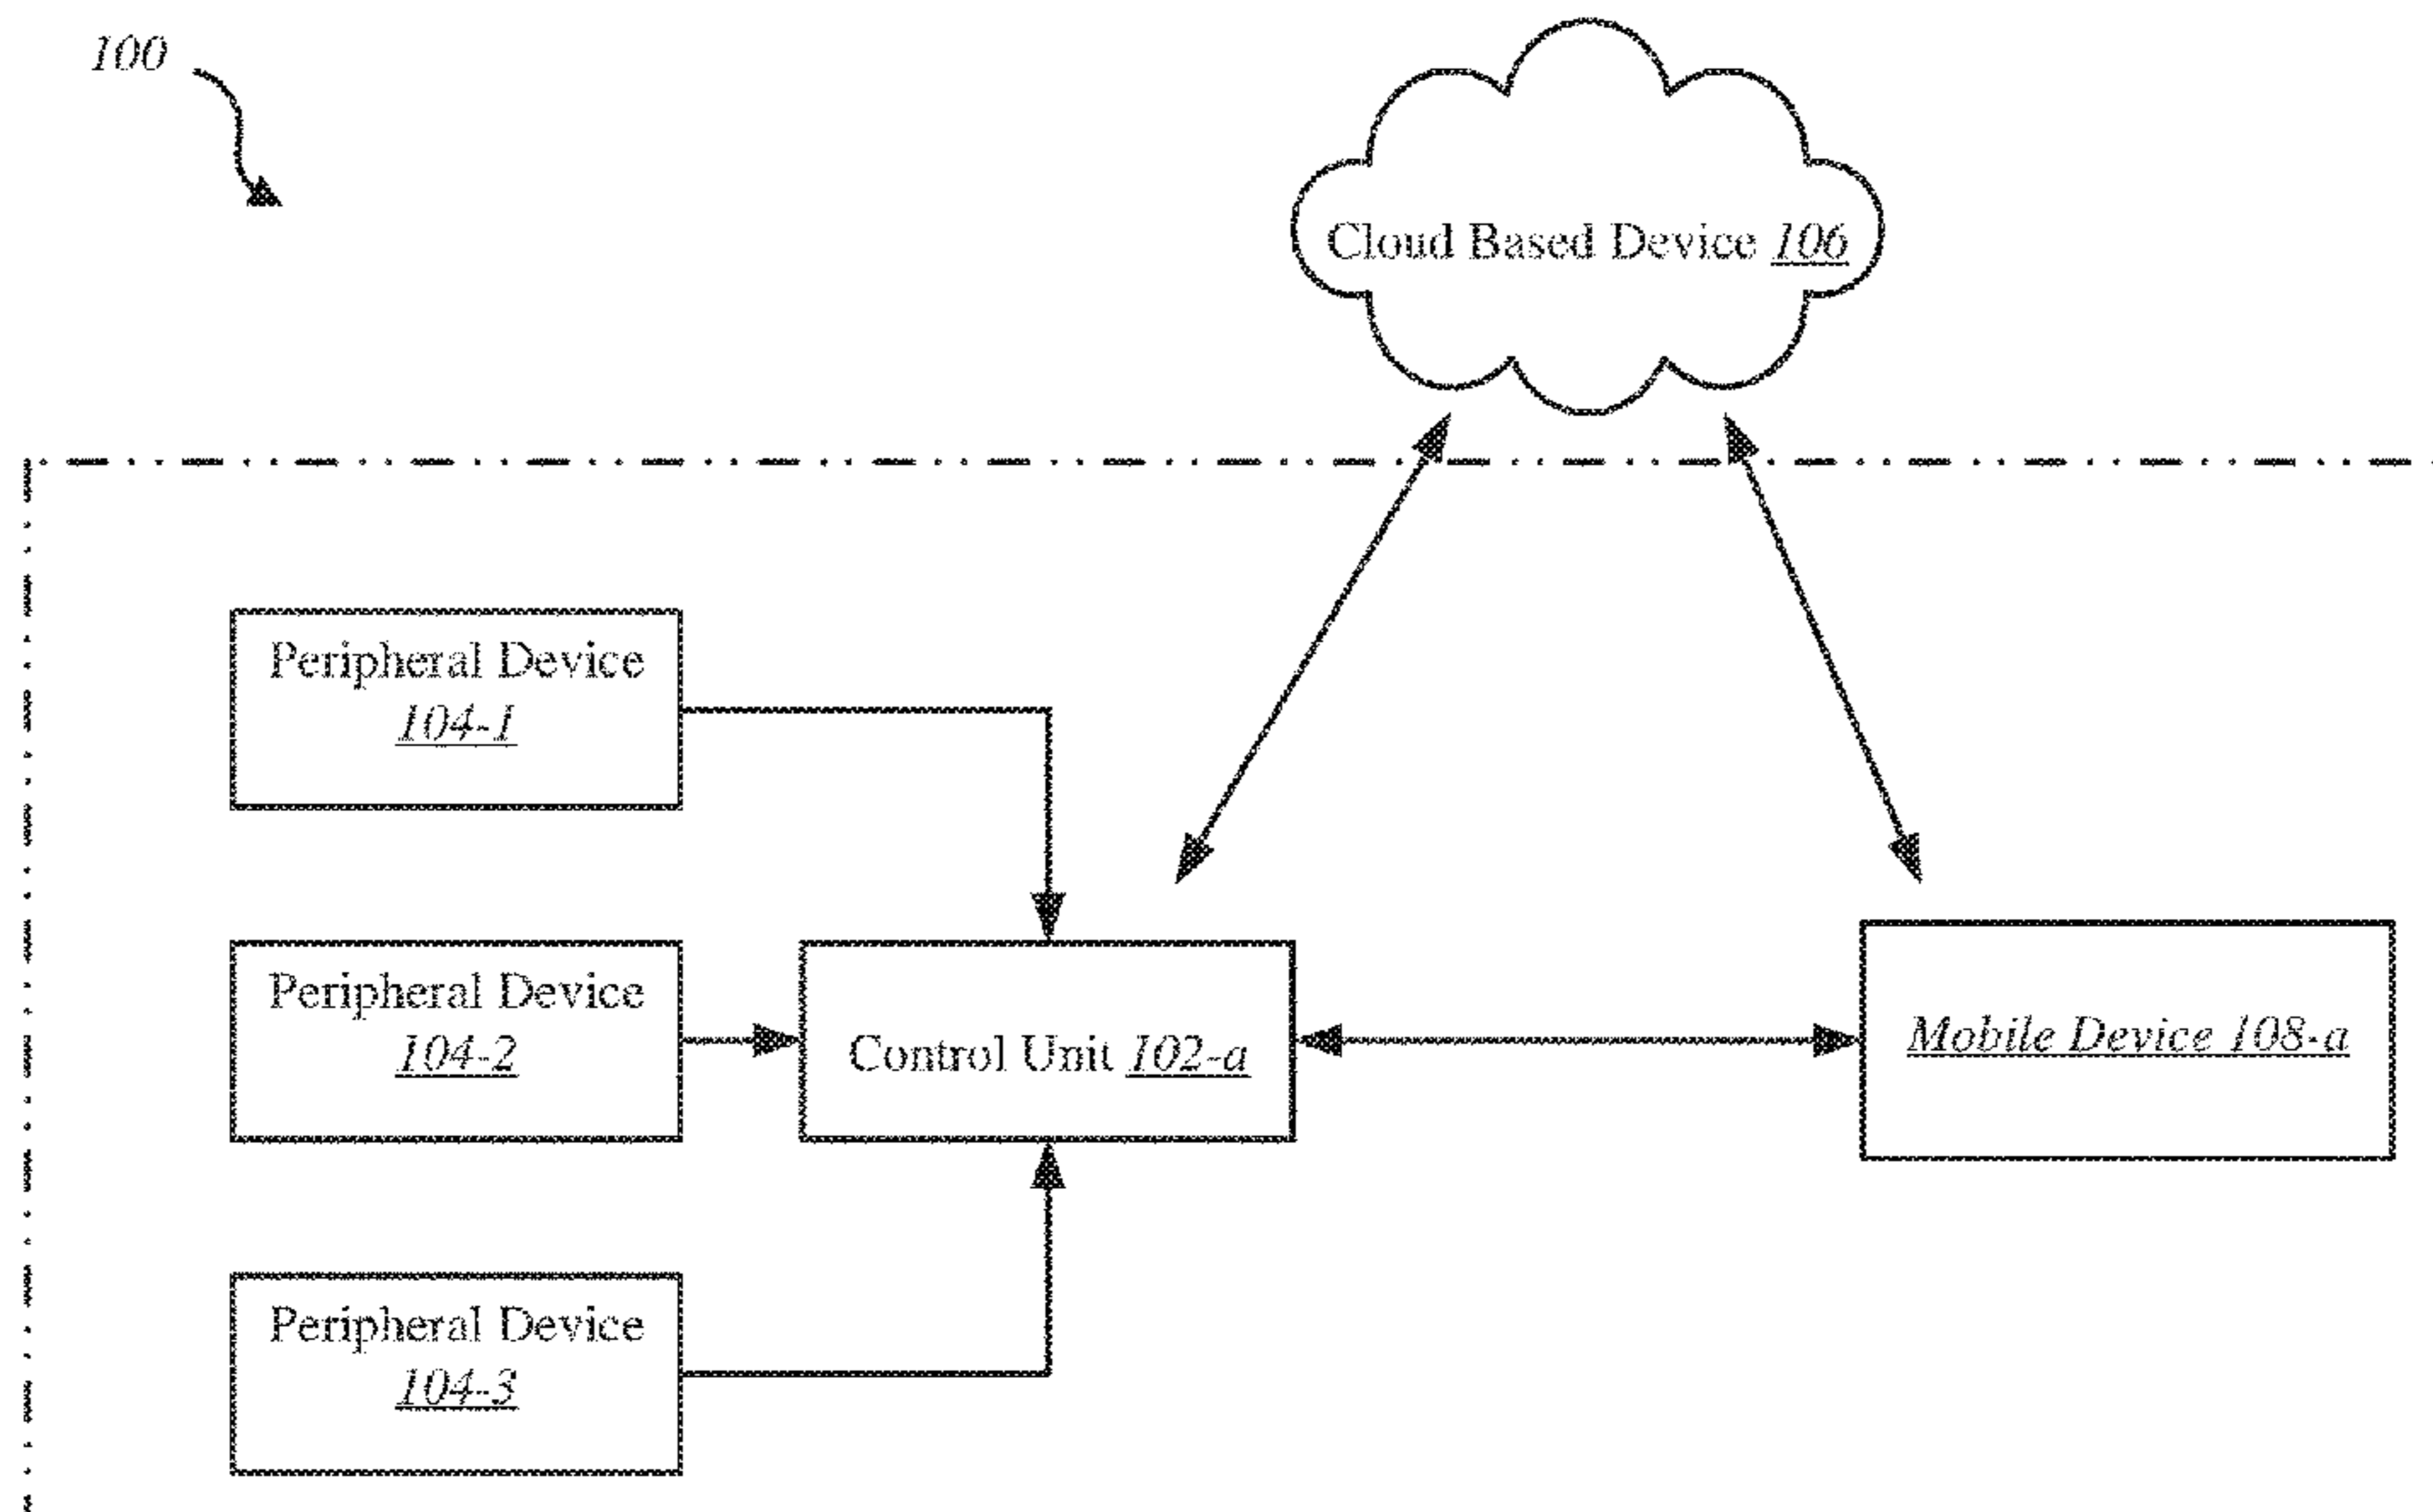 100
Cloud Based Device 106
Peripheral Device
104-1
Peripheral Device
104-2
Control Unit 102-a
Mobile Device 108-a
Peripheral Device
104-3